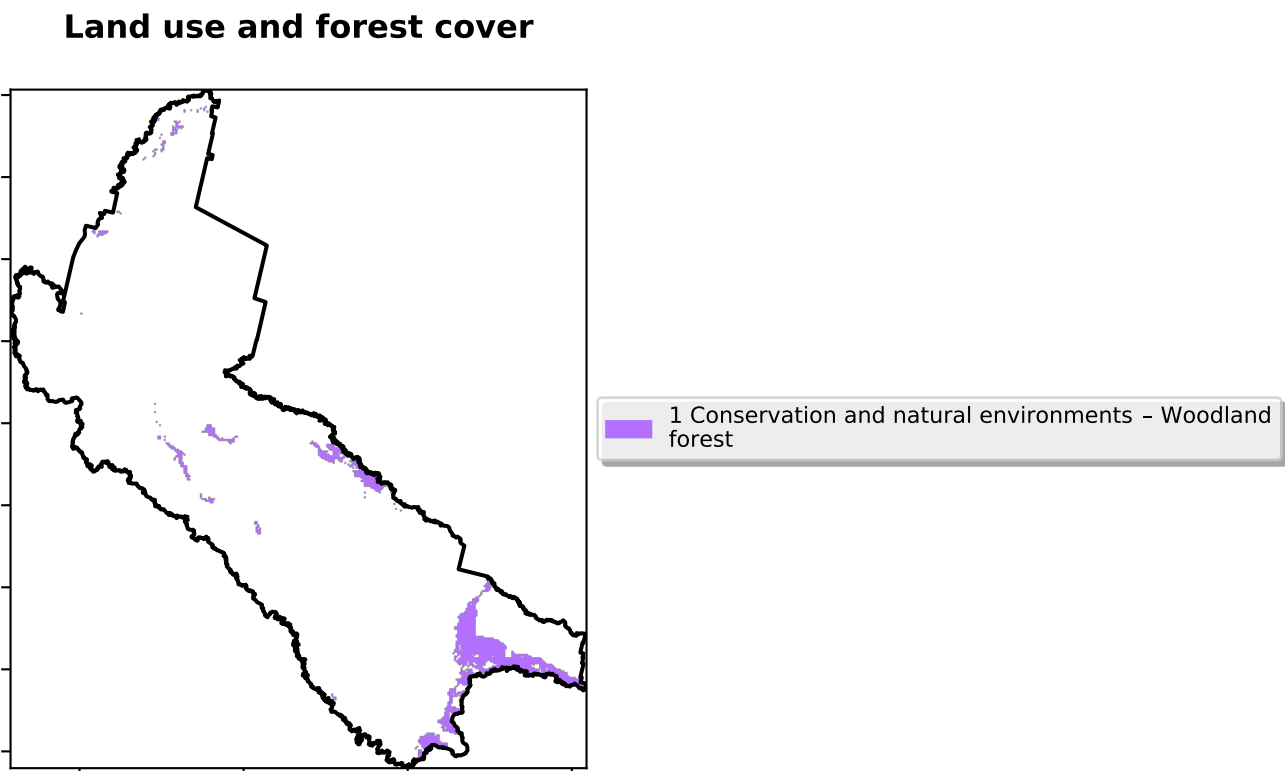 Land use and forest cover
1 Conservation and natural environments – Woodland
forest